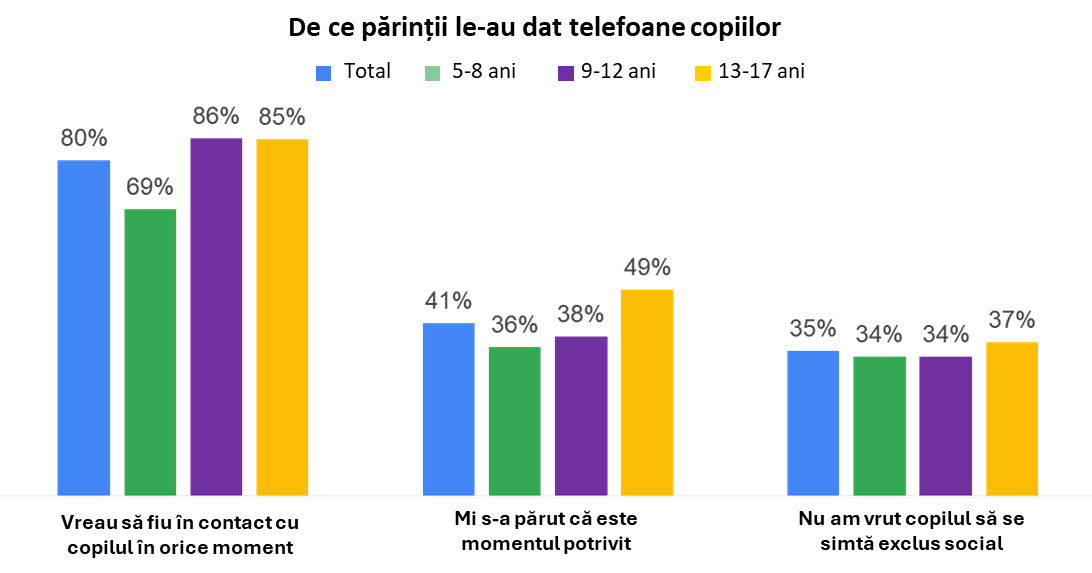 De ce părinții le-au dat telefoane copiilor
Total 5-8 ani 9-12 ani 13-17 ani
80% 69% 86% 85%
41% 36% 38% 49%
35% 34% 34% 37%
Vreau să fiu în contact cu
copilul în orice moment
Mi s-a părut că este
momentul potrivit
Nu am vrut copilul să se
simtă exclus social